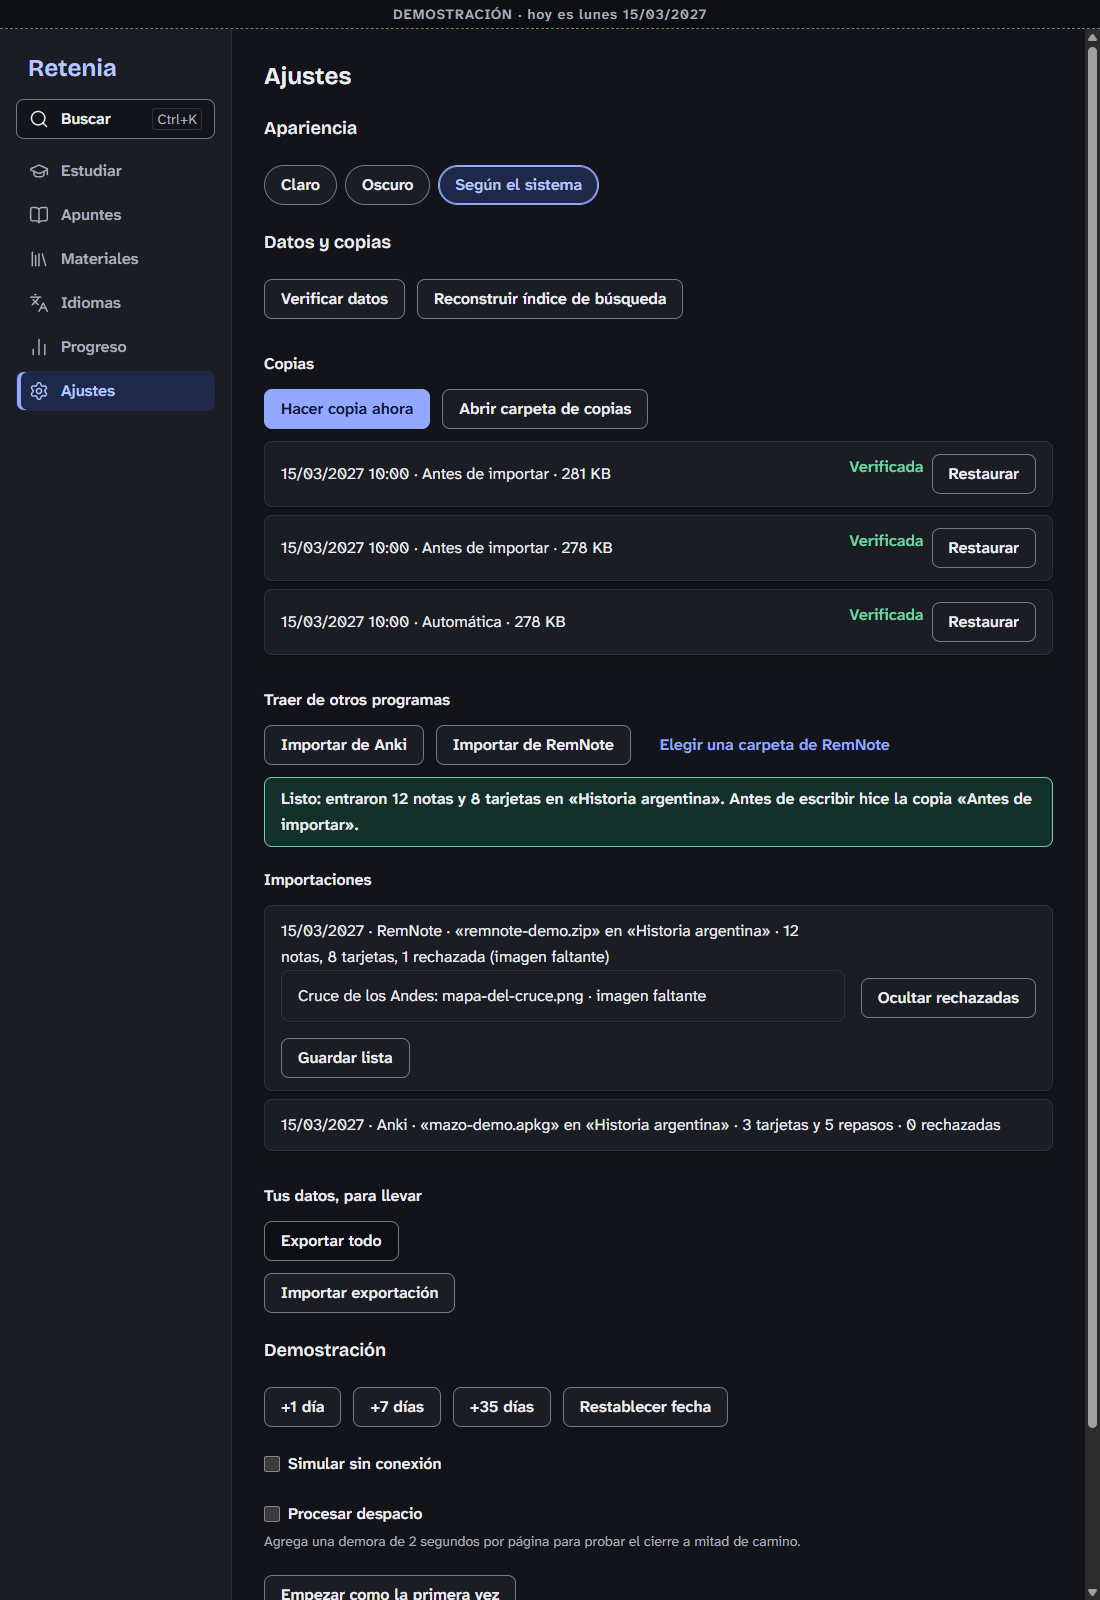 DEMOSTRACIÓN · hoy es lunes 15/03/2027
Retenia
Buscar Ctrl+K
Estudiar
Apuntes
Materiales
Idiomas
Progreso
Ajustes
Ajustes
Apariencia
Claro Oscuro Según el sistema
Datos y copias
Verificar datos Reconstruir índice de búsqueda
Copias
Hacer copia ahora Abrir carpeta de copias
15/03/2027 10:00 · Antes de importar · 281 KB Verificada Restaurar
15/03/2027 10:00 · Antes de importar · 278 KB Verificada Restaurar
15/03/2027 10:00 · Automática · 278 KB Verificada Restaurar
Traer de otros programas
Importar de Anki Importar de RemNote Elegir una carpeta de RemNote
Listo: entraron 12 notas y 8 tarjetas en «Historia argentina». Antes de escribir hice la copia «Antes de
importar».
Importaciones
15/03/2027 · RemNote · «remnote-demo.zip» en «Historia argentina» · 12
notas, 8 tarjetas, 1 rechazada (imagen faltante)
Cruce de los Andes: mapa-del-cruce.png · imagen faltante
Ocultar rechazadas
Guardar lista
15/03/2027 · Anki · «mazo-demo.apkg» en «Historia argentina» · 3 tarjetas y 5 repasos · 0 rechazadas
Tus datos, para llevar
Exportar todo
Importar exportación
Demostración
+1 día +7 días +35 días Restablecer fecha
Simular sin conexión
Procesar despacio
Agrega una demora de 2 segundos por página para probar el cierre a mitad de camino.
Empezar como la primera vez